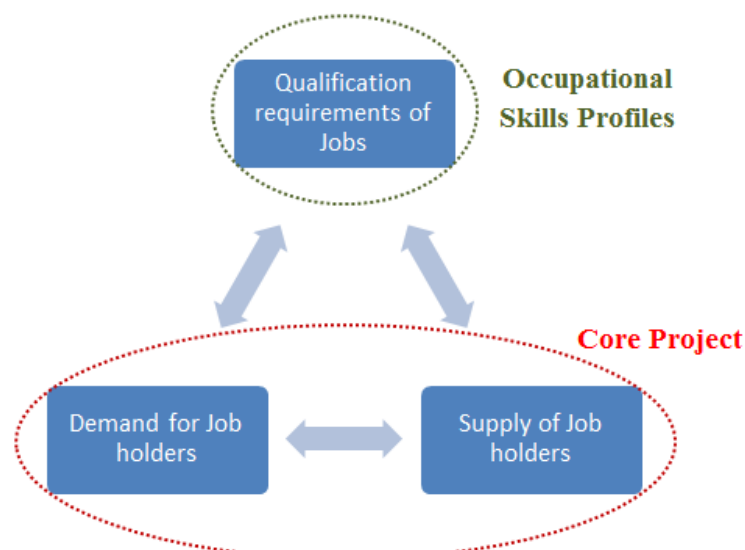 Qualification
requirements of
Jobs
Occupational
Skills Profiles
Core Project
Demand for Job
holders
Supply of Job
holders